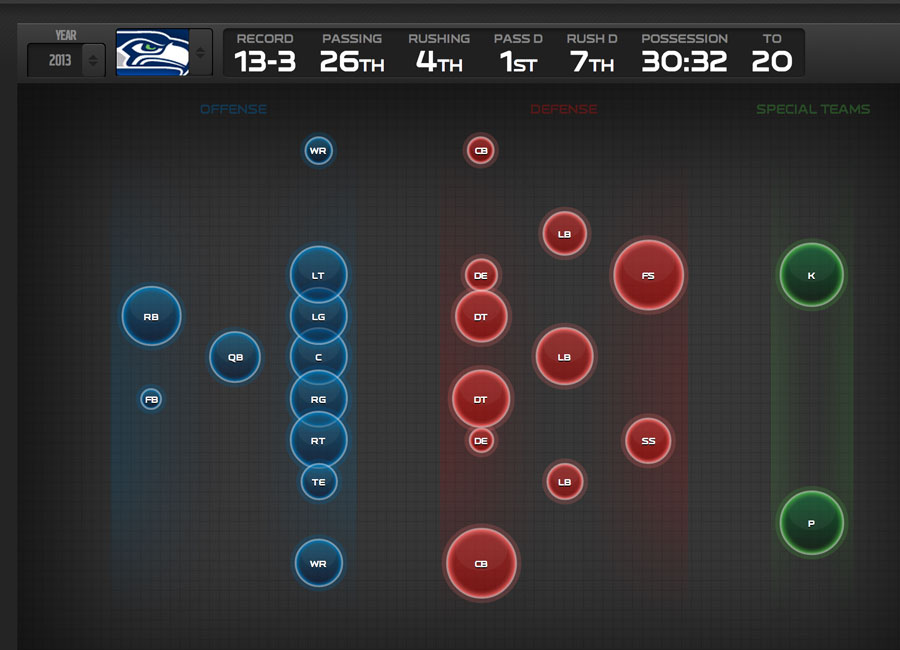 YEAR
2013
RECORD PASSING RUSHING PASS D RUSH D POSSESSION TO
13-3 26TH 4TH 1ST 7TH 30:32 20
OFFENSE DEFENSE SPECIAL TEAMS
WR CB
LB
LT DE FS K
RB LG DT
QB C LB
FB RG DT
RT DE SS
TE LB
P
WR CB